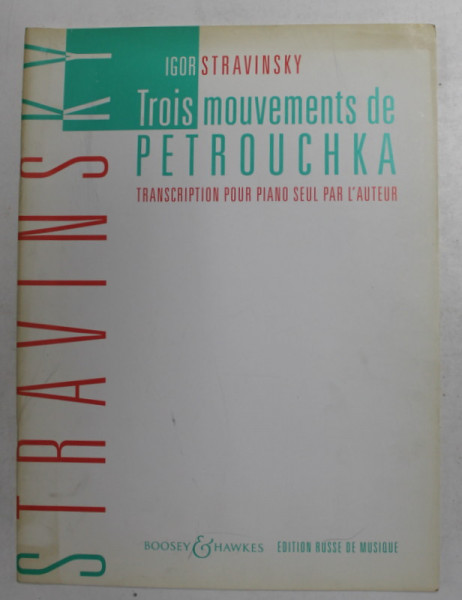 STRAVINSKY
IGOR STRAVINSKY
Trois mouvements de
PETROUCHKA
TRANSCRIPTION POUR PIANO SEUL PAR L'AUTEUR
BOOSEY & HAWKES EDITION RUSSE DE MUSIQUE